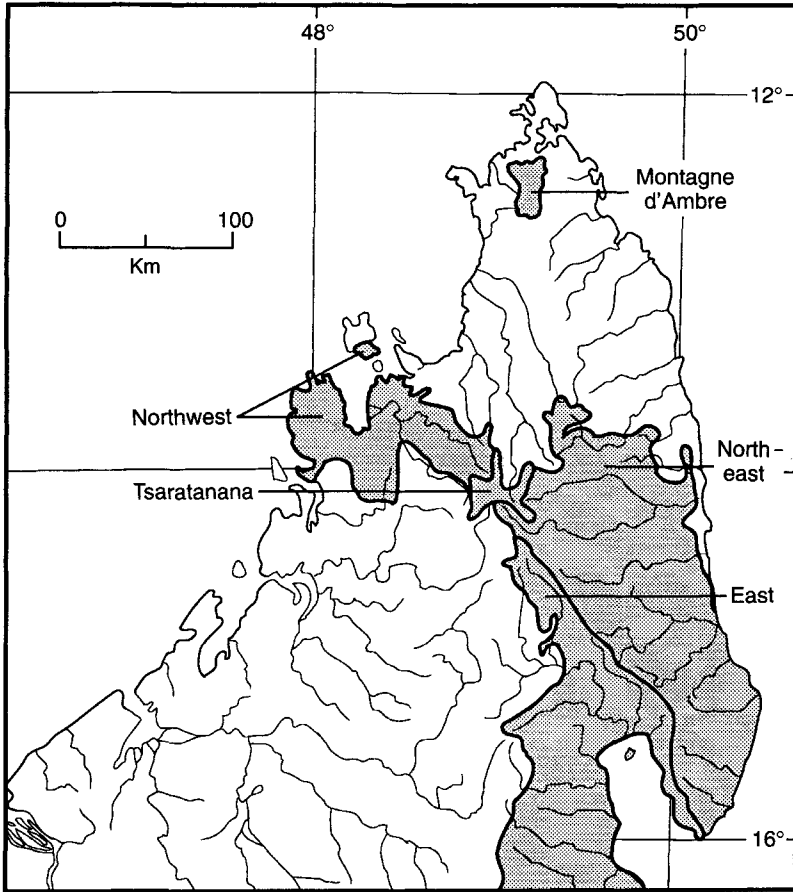 48°
50°
12°
Montagne
d'Ambre
0
100
Km
Northwest
North-
east
Tsaratanana
East
16°